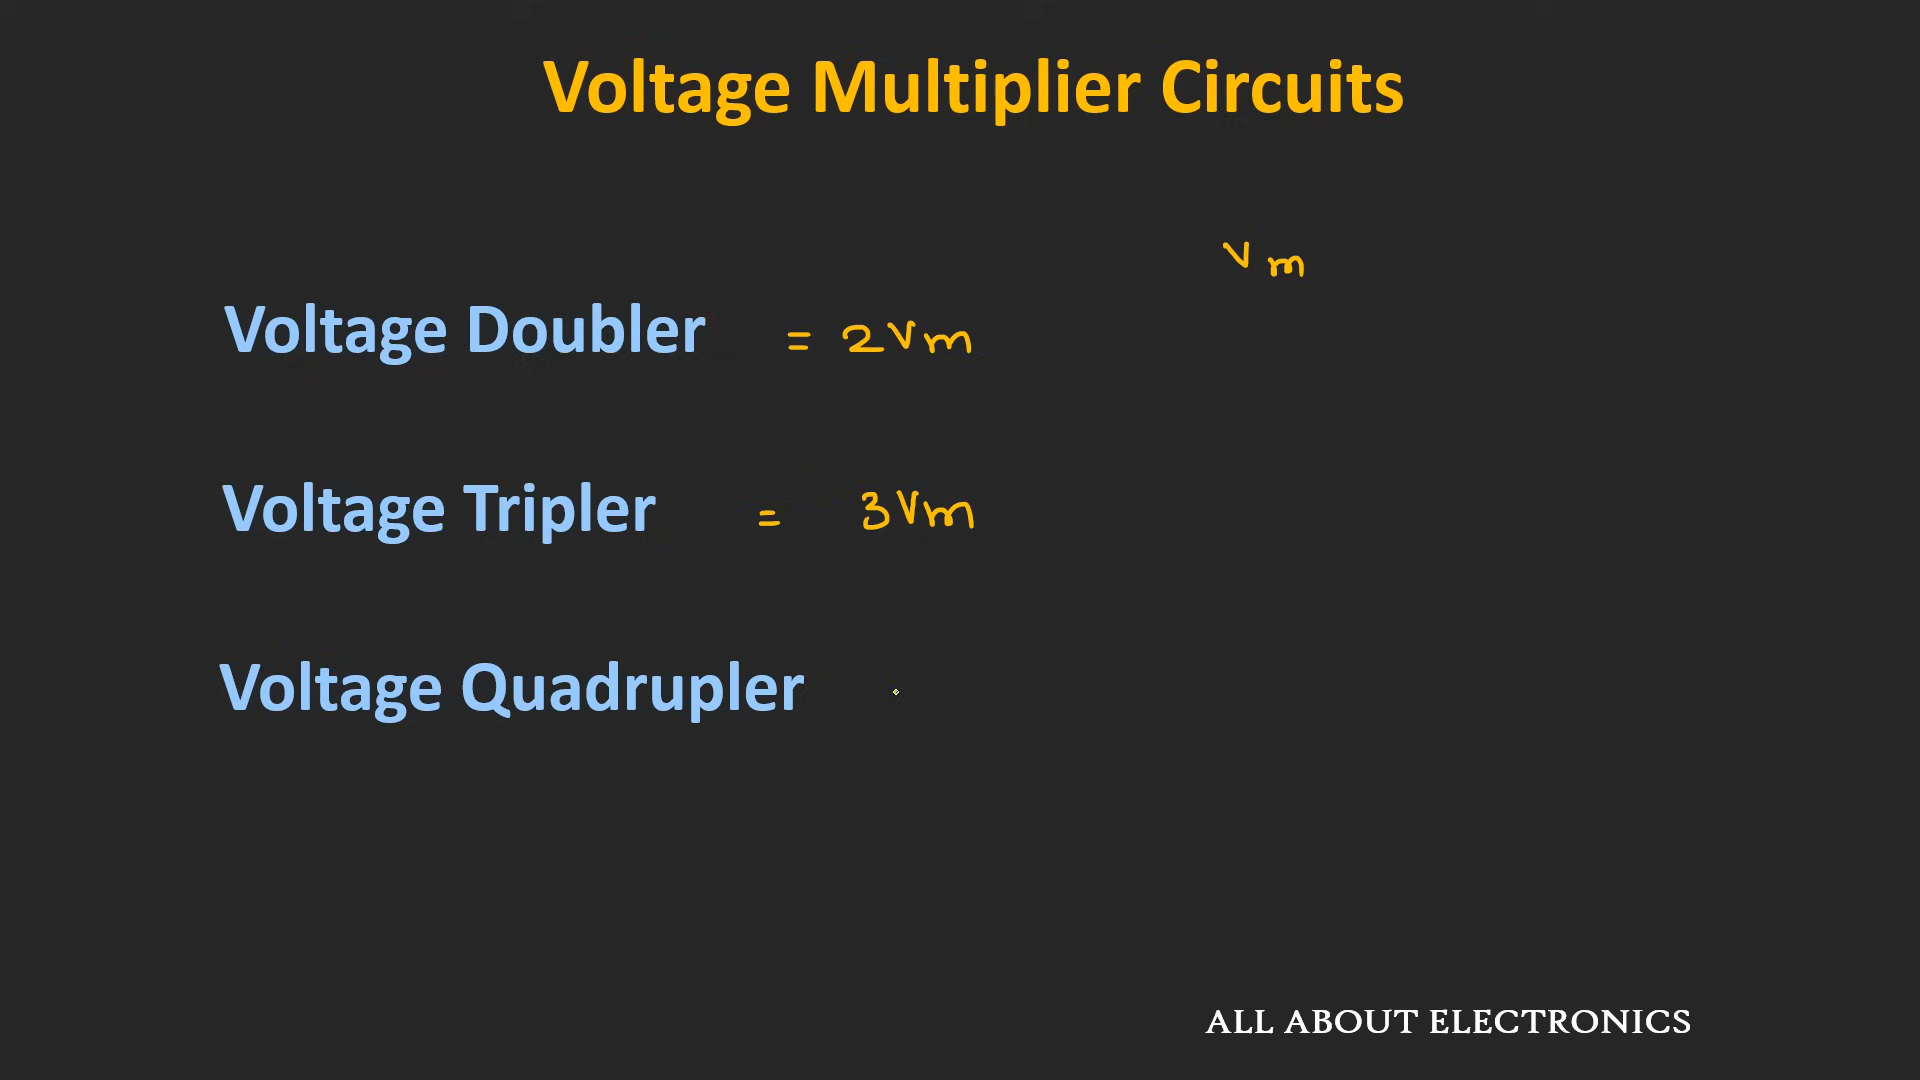 Voltage Multiplier Circuits
Vm
Voltage Doubler = 2Vm
Voltage Tripler = 3Vm
Voltage Quadrupler
ALL ABOUT ELECTRONICS